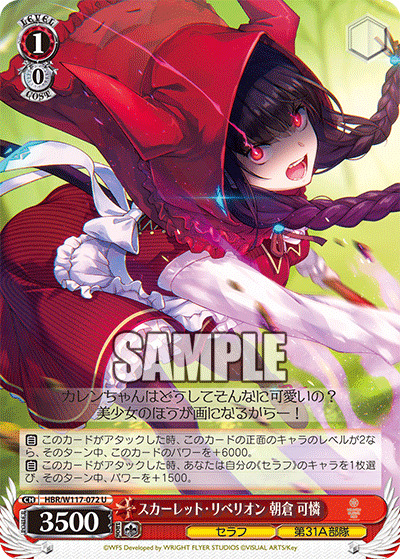 LEVEL
1
0
COST
SAMPLE
カレンちゃんはどうしてそんなに可愛いの?
美少女のほうが画になるからー!
自 このカードがアタックした時、このカードの正面のキャラのレベルが2なら、そのターン中、このカードのパワーを+6000。
自 このカードがアタックした時、あなたは自分の《セラフ》のキャラを1枚選び、そのターン中、パワーを+1500。
CH HBR/W117-072 U
スカーレット・リベリオン 朝倉 可憐
3500
セラフ
第31A部隊
©WFS Developed by WRIGHT FLYER STUDIOS ©VISUAL ARTS/Key